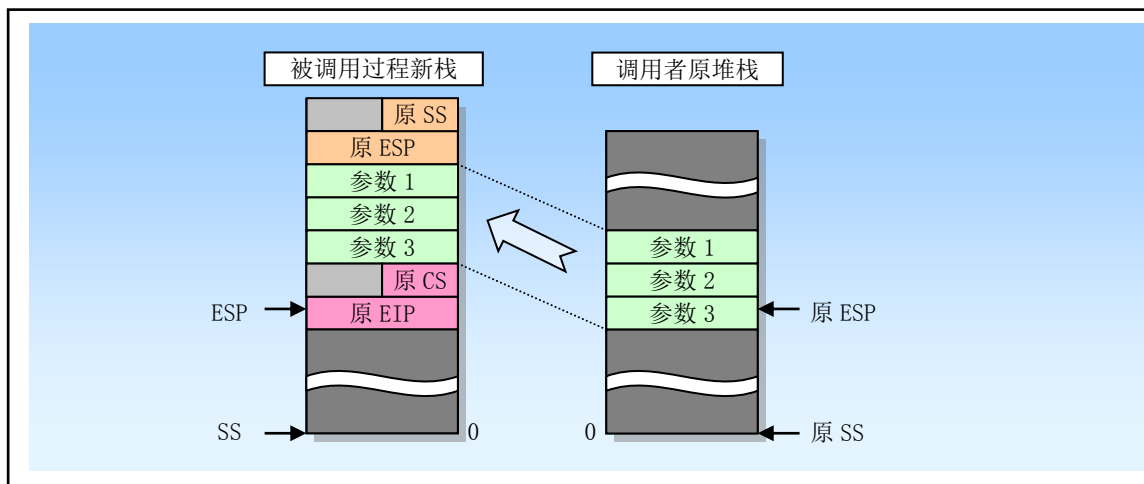 被调用过程新栈
调用者原堆栈
原 SS
原 ESP
参数 1
参数 2
参数 3
原 CS
原 EIP
ESP
SS
0
参数 1
参数 2
参数 3
原 ESP
0
原 SS